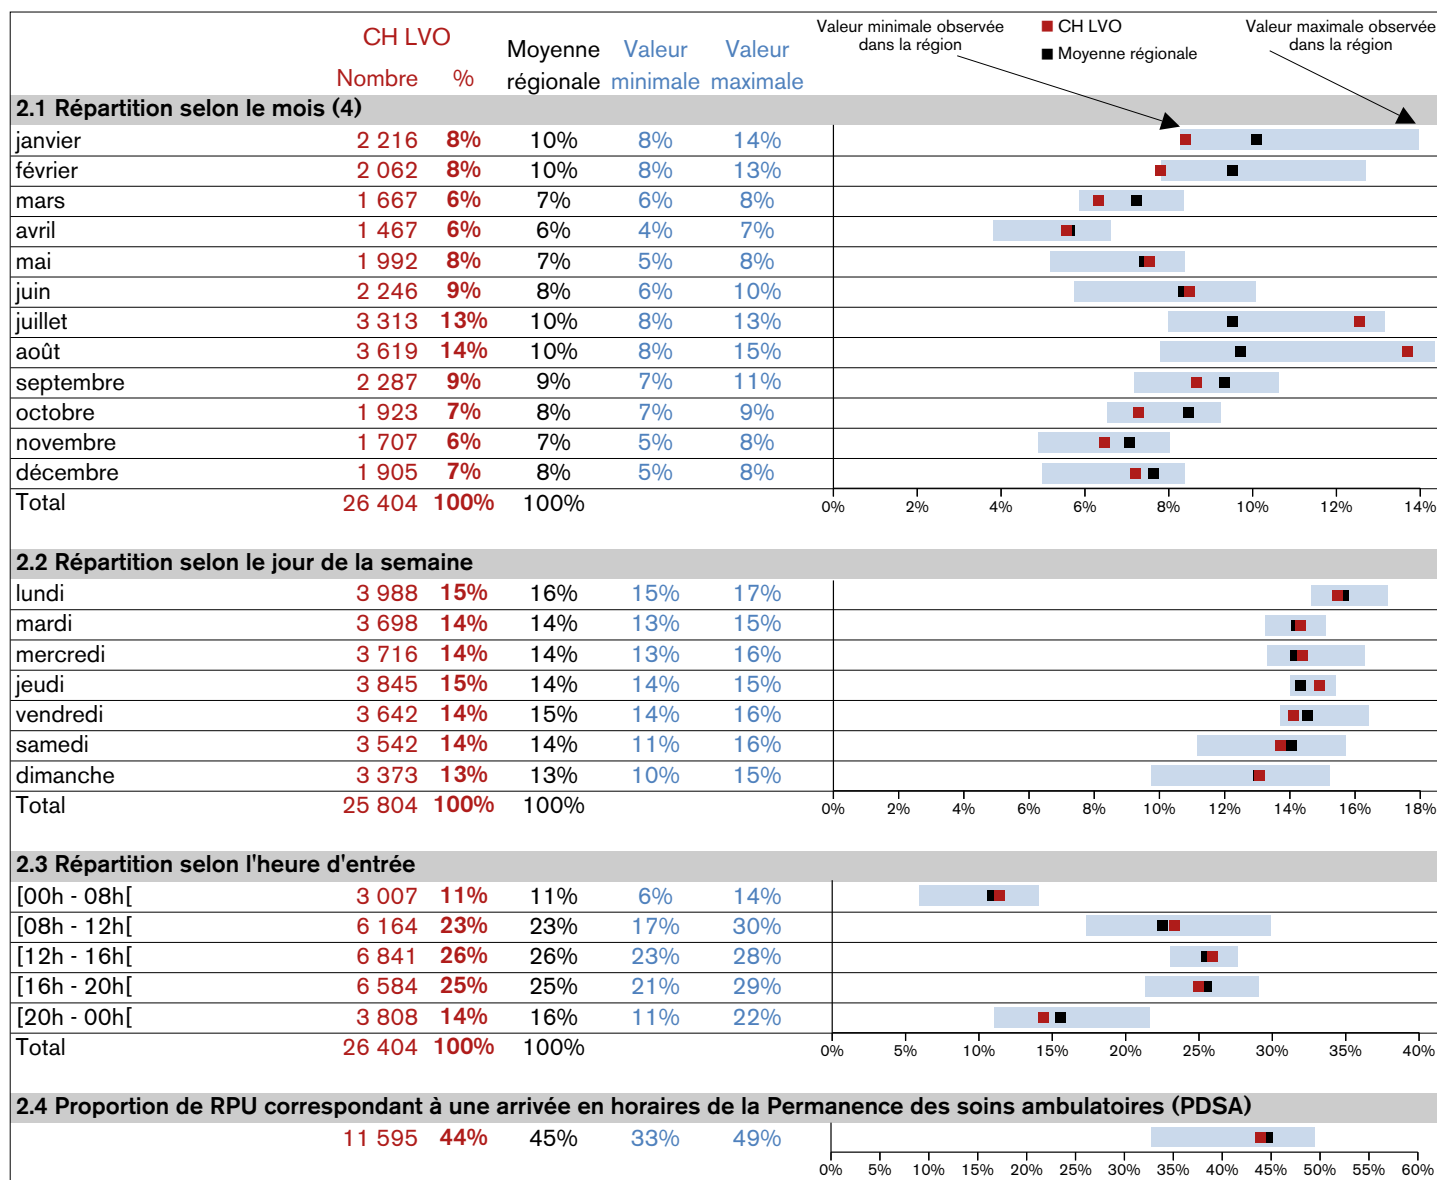 CH LVO
Nombre % Moyenne régionale Valeur minimale Valeur maximale
Valeur minimale observée dans la région
CH LVO
Moyenne régionale
Valeur maximale observée dans la région
2.1 Répartition selon le mois (4)
janvier 2 216 8% 10% 8% 14%
février 2 062 8% 10% 8% 13%
mars 1 667 6% 7% 6% 8%
avril 1 467 6% 6% 4% 7%
mai 1 992 8% 7% 5% 8%
juin 2 246 9% 8% 6% 10%
juillet 3 313 13% 10% 8% 13%
août 3 619 14% 10% 8% 15%
septembre 2 287 9% 9% 7% 11%
octobre 1 923 7% 8% 7% 9%
novembre 1 707 6% 7% 5% 8%
décembre 1 905 7% 8% 5% 8%
Total 26 404 100% 100%
0% 2% 4% 6% 8% 10% 12% 14%
2.2 Répartition selon le jour de la semaine
lundi 3 988 15% 16% 15% 17%
mardi 3 698 14% 14% 13% 15%
mercredi 3 716 14% 14% 13% 16%
jeudi 3 845 15% 14% 14% 15%
vendredi 3 642 14% 15% 14% 16%
samedi 3 542 14% 14% 11% 16%
dimanche 3 373 13% 13% 10% 15%
Total 25 804 100% 100%
0% 2% 4% 6% 8% 10% 12% 14% 16% 18%
2.3 Répartition selon l'heure d'entrée
[00h - 08h[ 3 007 11% 11% 6% 14%
[08h - 12h[ 6 164 23% 23% 17% 30%
[12h - 16h[ 6 841 26% 26% 23% 28%
[16h - 20h[ 6 584 25% 25% 21% 29%
[20h - 00h[ 3 808 14% 16% 11% 22%
Total 26 404 100% 100%
0% 5% 10% 15% 20% 25% 30% 35% 40%
2.4 Proportion de RPU correspondant à une arrivée en horaires de la Permanence des soins ambulatoires (PDSA)
11 595 44% 45% 33% 49%
0% 5% 10% 15% 20% 25% 30% 35% 40% 45% 50% 55% 60%